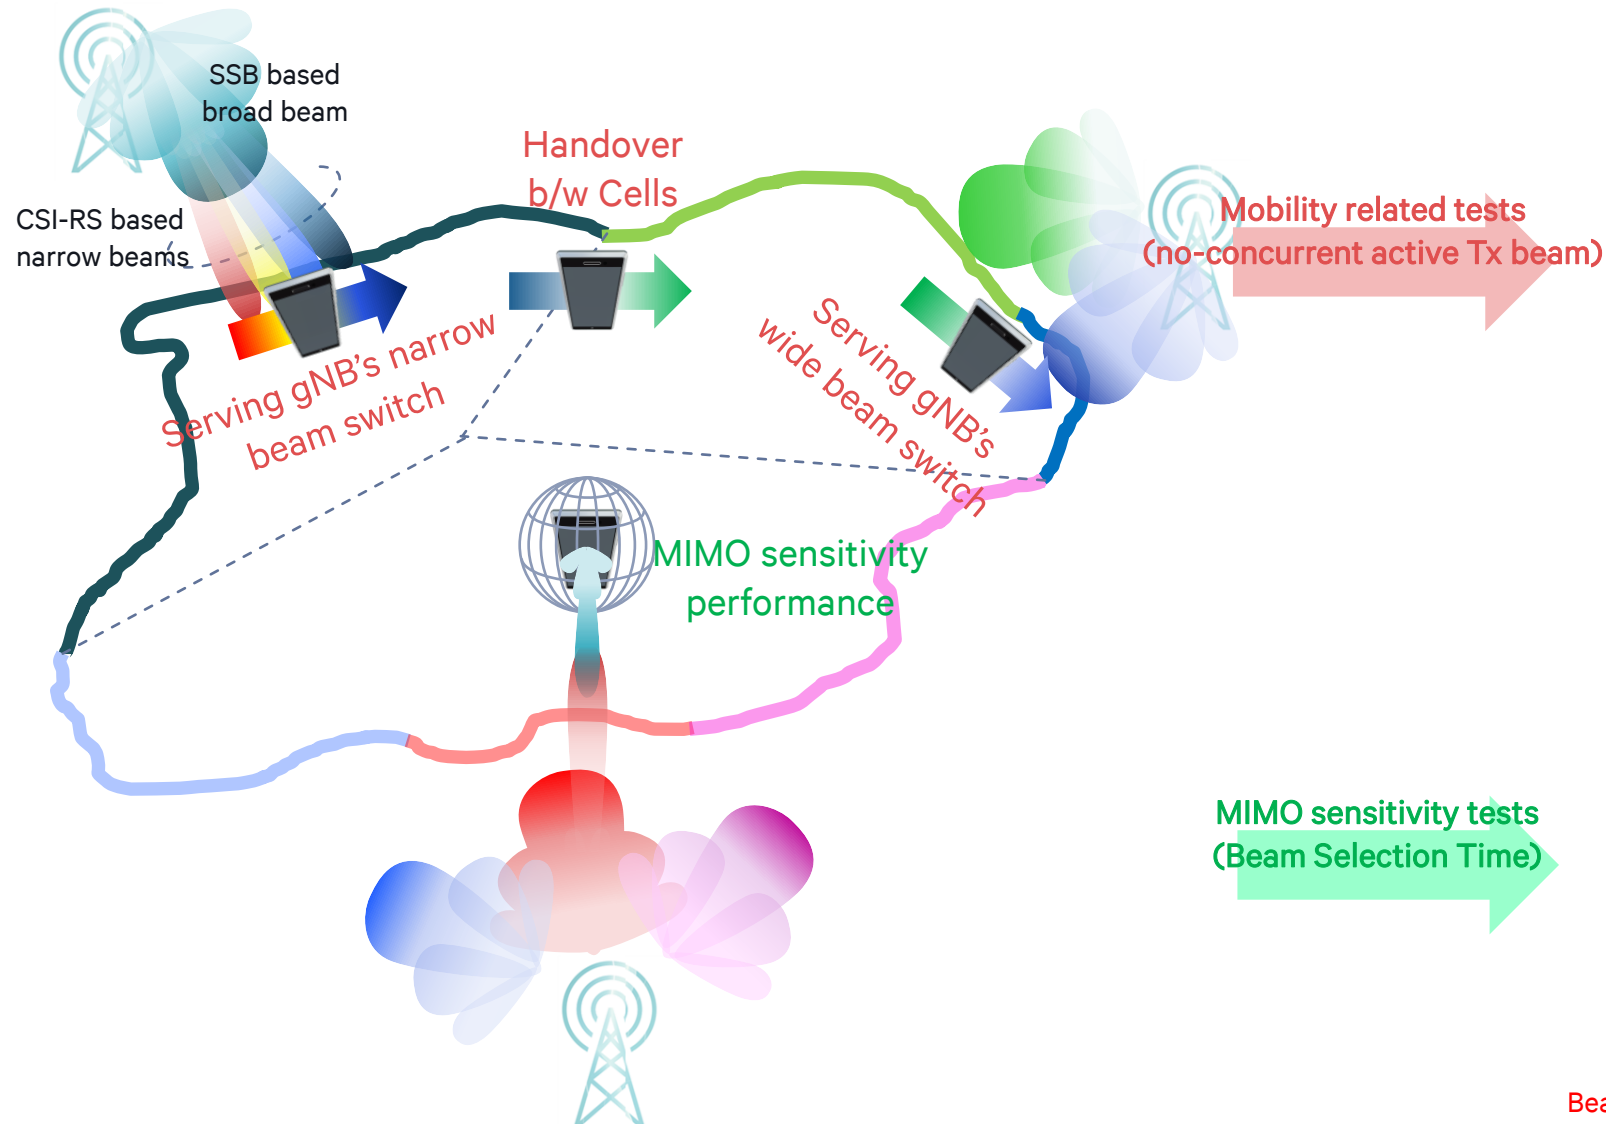 SSB based
broad beam
CSI-RS based
narrow beams
Handover
b/w Cells
Mobility related tests
(no-concurrent active Tx beam)
Serving gNB’s narrow
beam switch
Serving gNB’s
wide beam switch
MIMO sensitivity
performance
MIMO sensitivity tests
(Beam Selection Time)